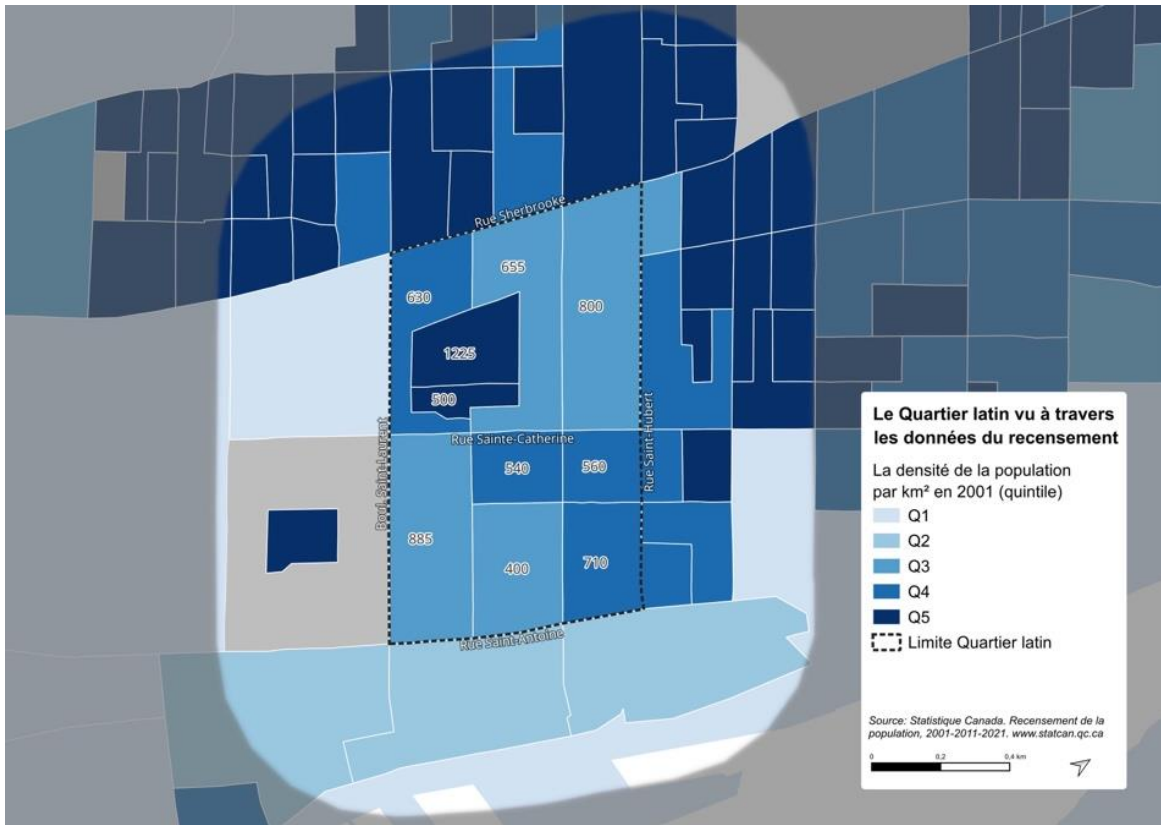 Rue Sherbrooke
655
630
800
1225
500
Boul. Saint-Laurent
Rue Sainte-Catherine
Rue Saint-Hubert
540
560
885
400
710
Rue Saint-Antoine
Le Quartier latin vu à travers
les données du recensement
La densité de la population
par km² en 2001 (quintile)
Q1
Q2
Q3
Q4
Q5
Limite Quartier latin
Source: Statistique Canada. Recensement de la
population, 2001-2011-2021. www.statcan.qc.ca
0 0,2 0,4 km